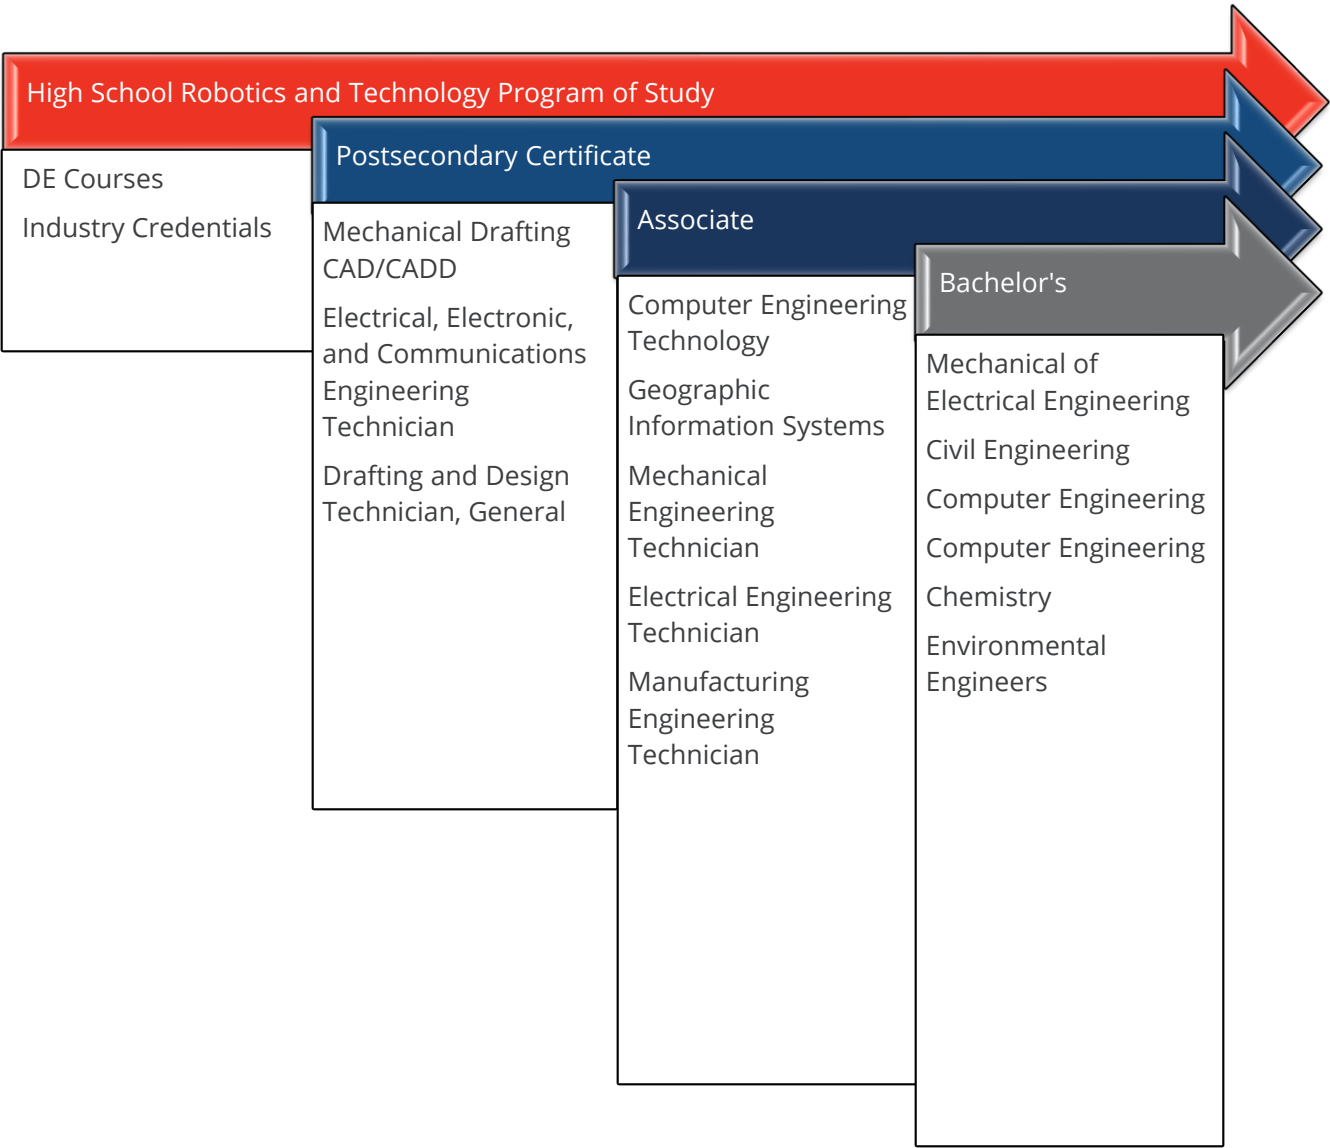 High School Robotics and Technology Program of Study
DE Courses
Industry Credentials
Postsecondary Certificate
Mechanical Drafting
CAD/CADD
Electrical, Electronic,
and Communications
Engineering
Technician
Drafting and Design
Technician, General
Associate
Computer Engineering
Technology
Geographic
Information Systems
Mechanical
Engineering
Technician
Electrical Engineering
Technician
Manufacturing
Engineering
Technician
Bachelor's
Mechanical of
Electrical Engineering
Civil Engineering
Computer Engineering
Computer Engineering
Chemistry
Environmental
Engineers